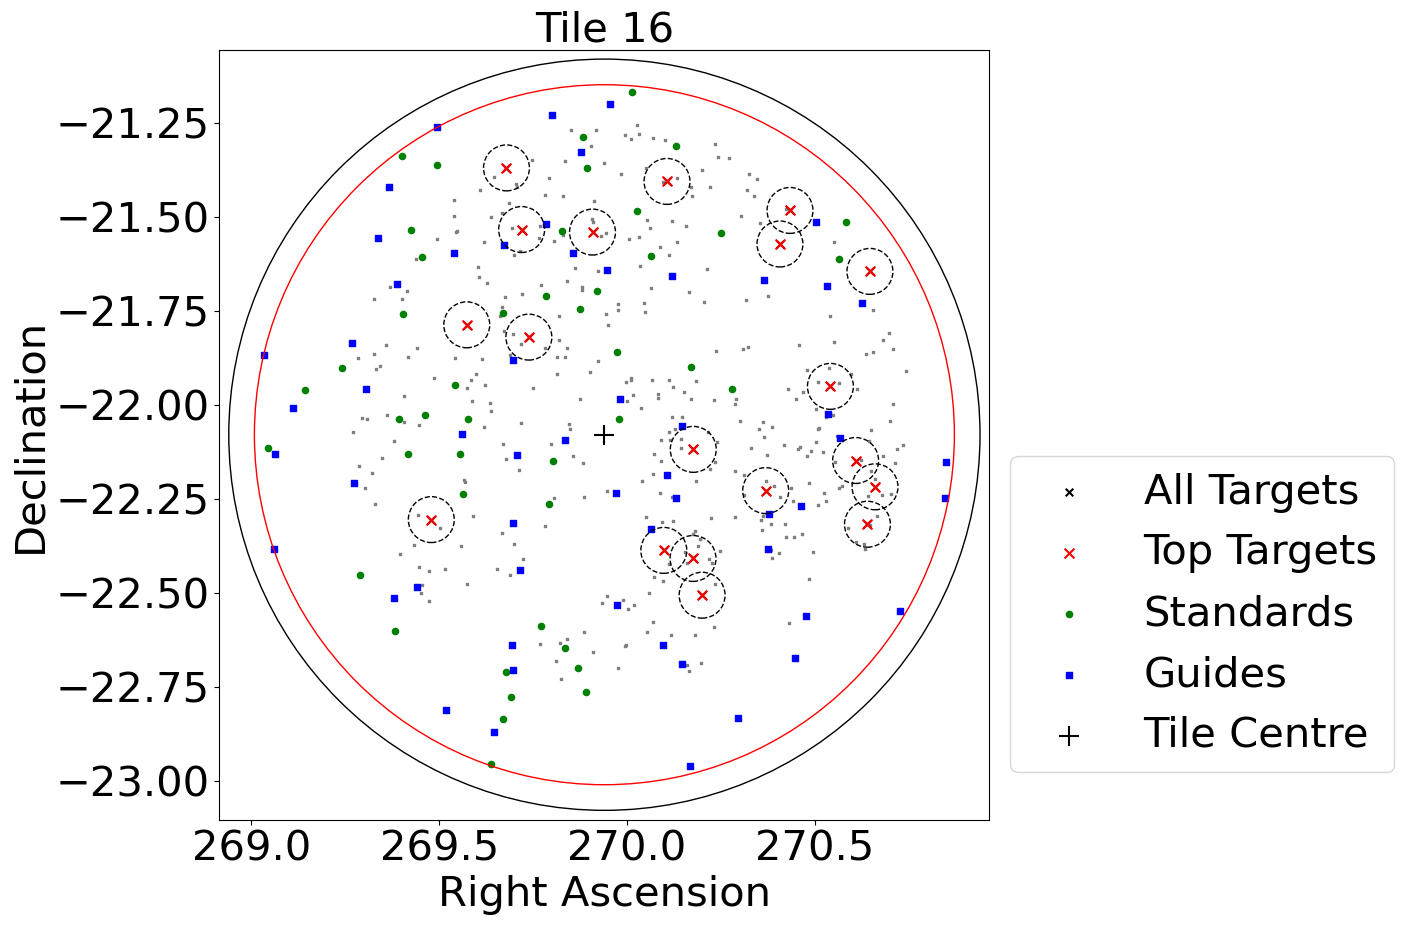 Tile 16
Declination
−21.25
−21.50
−21.75
−22.00
−22.25
−22.50
−22.75
−23.00
269.0 269.5 270.0 270.5
Right Ascension
All Targets
Top Targets
Standards
Guides
Tile Centre